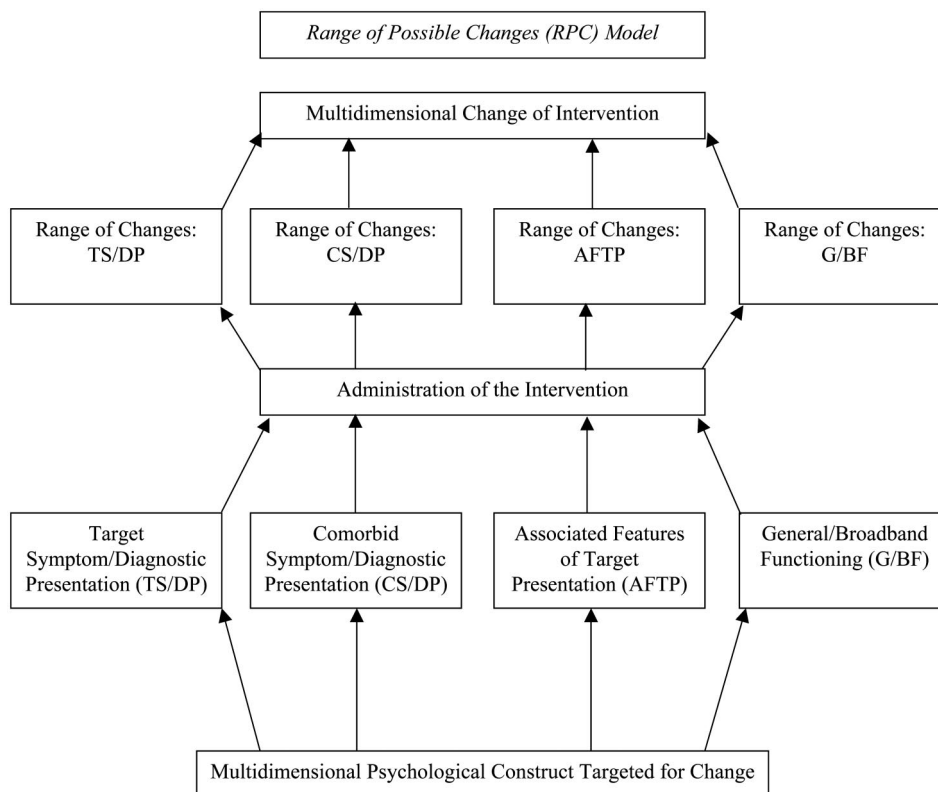 Range of Possible Changes (RPC) Model
Multidimensional Change of Intervention
Range of Changes:
TS/DP
Range of Changes:
CS/DP
Range of Changes:
AFTP
Range of Changes:
G/BF
Administration of the Intervention
Target
Symptom/Diagnostic
Presentation (TS/DP)
Comorbid
Symptom/Diagnostic
Presentation (CS/DP)
Associated Features
of Target
Presentation (AFTP)
General/Broadband
Functioning (G/BF)
Multidimensional Psychological Construct Targeted for Change